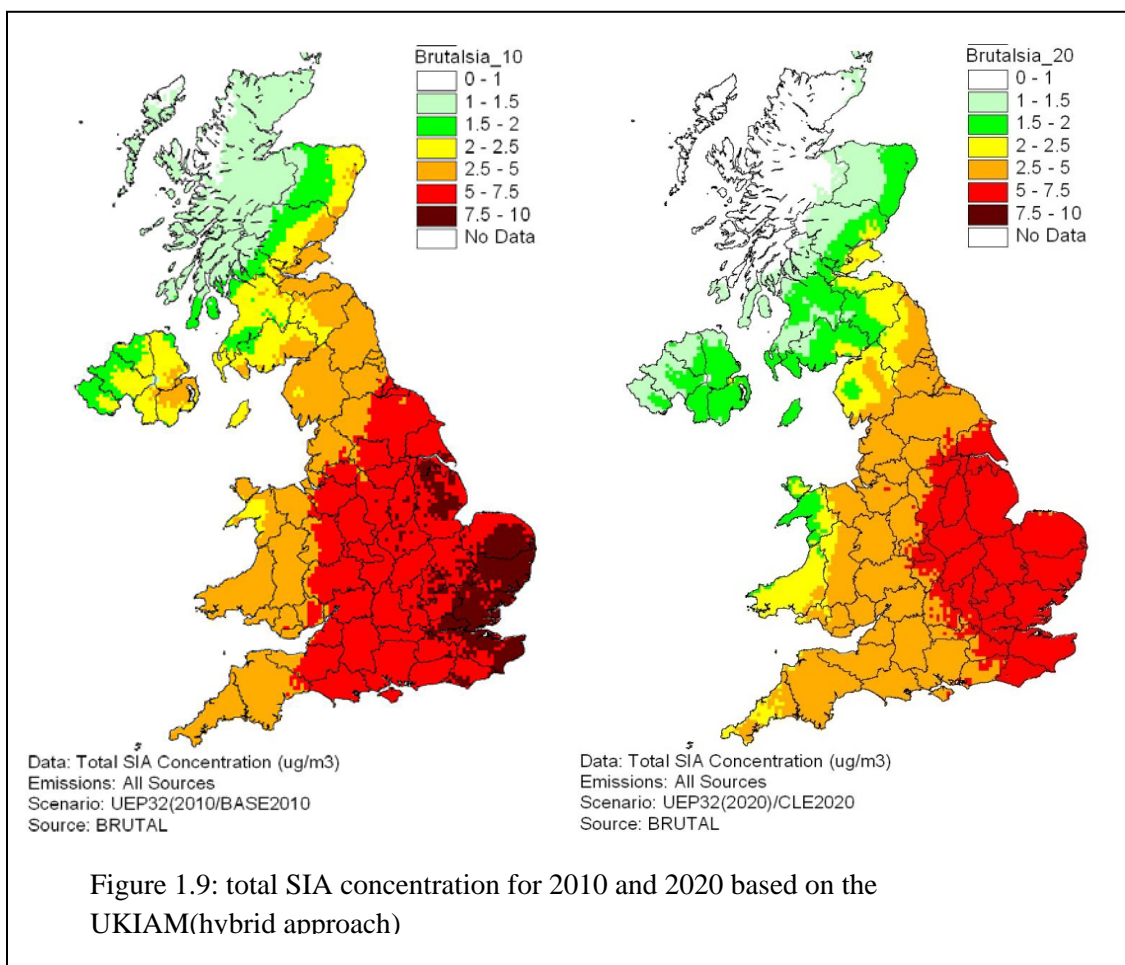 Brutalsia_10
0 - 1
1 - 1.5
1.5 - 2
2 - 2.5
2.5 - 5
5 - 7.5
7.5 - 10
No Data
Data: Total SIA Concentration (ug/m3)
Emissions: All Sources
Scenario: UEP32(2010/BASE2010
Source: BRUTAL
Brutalsia_20
0 - 1
1 - 1.5
1.5 - 2
2 - 2.5
2.5 - 5
5 - 7.5
7.5 - 10
No Data
Data: Total SIA Concentration (ug/m3)
Emissions: All Sources
Scenario: UEP32(2020)/CLE2020
Source: BRUTAL
Figure 1.9: total SIA concentration for 2010 and 2020 based on the
UKIAM(hybrid approach)